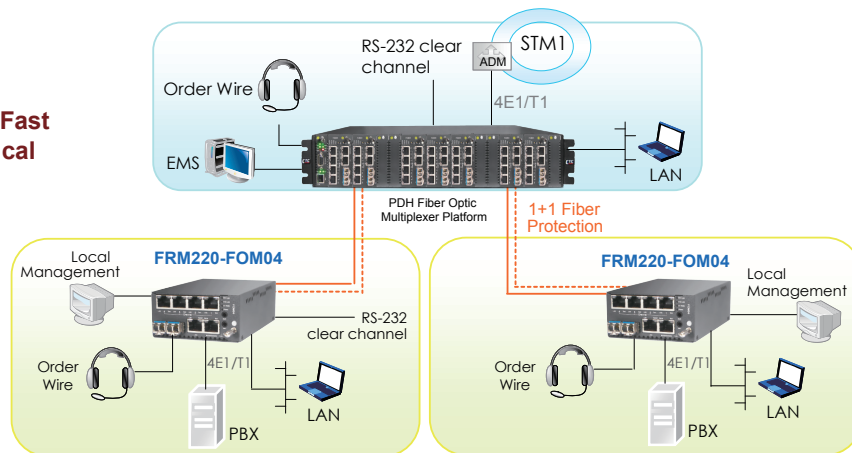 Fast
cal
Order Wire
RS-232 clear
channel
ADM
STM1
4E1/T1
EMS
LAN
PDH Fiber Optic
Multiplexer Platform
1+1 Fiber
Protection
Local
Management
FRM220-FOM04
RS-232
clear channel
Order
Wire
4E1/T1
PBX
LAN
FRM220-FOM04
Local
Management
Order
Wire
4E1/T1
PBX
LAN